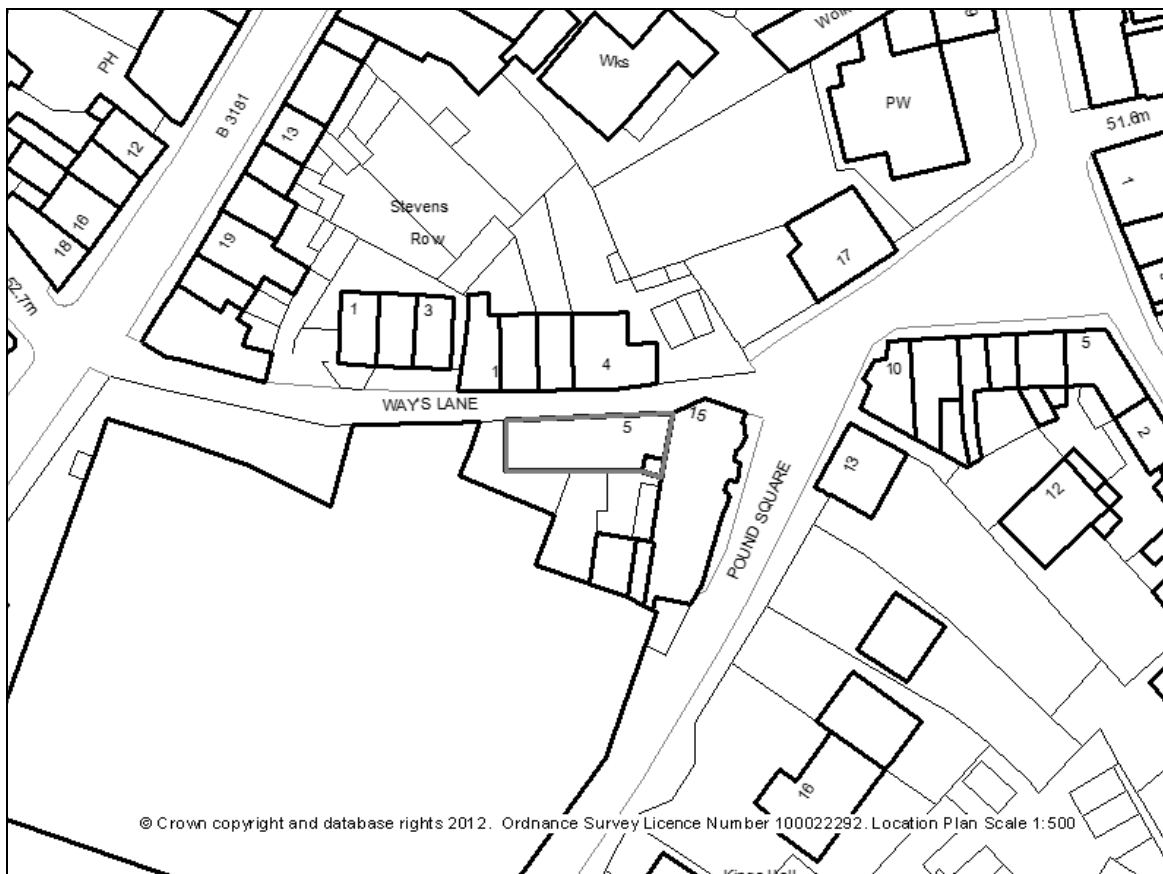 PH
Wks
PW
51.6m
B 3181
12
13
16
18
19
Stevens
Row
17
1
1
3
1
4
10
5
2
WAY'S LANE
5
15
13
12
POUND SQUARE
16
© Crown copyright and database rights 2012. Ordnance Survey Licence Number 100022292. Location Plan Scale 1:500